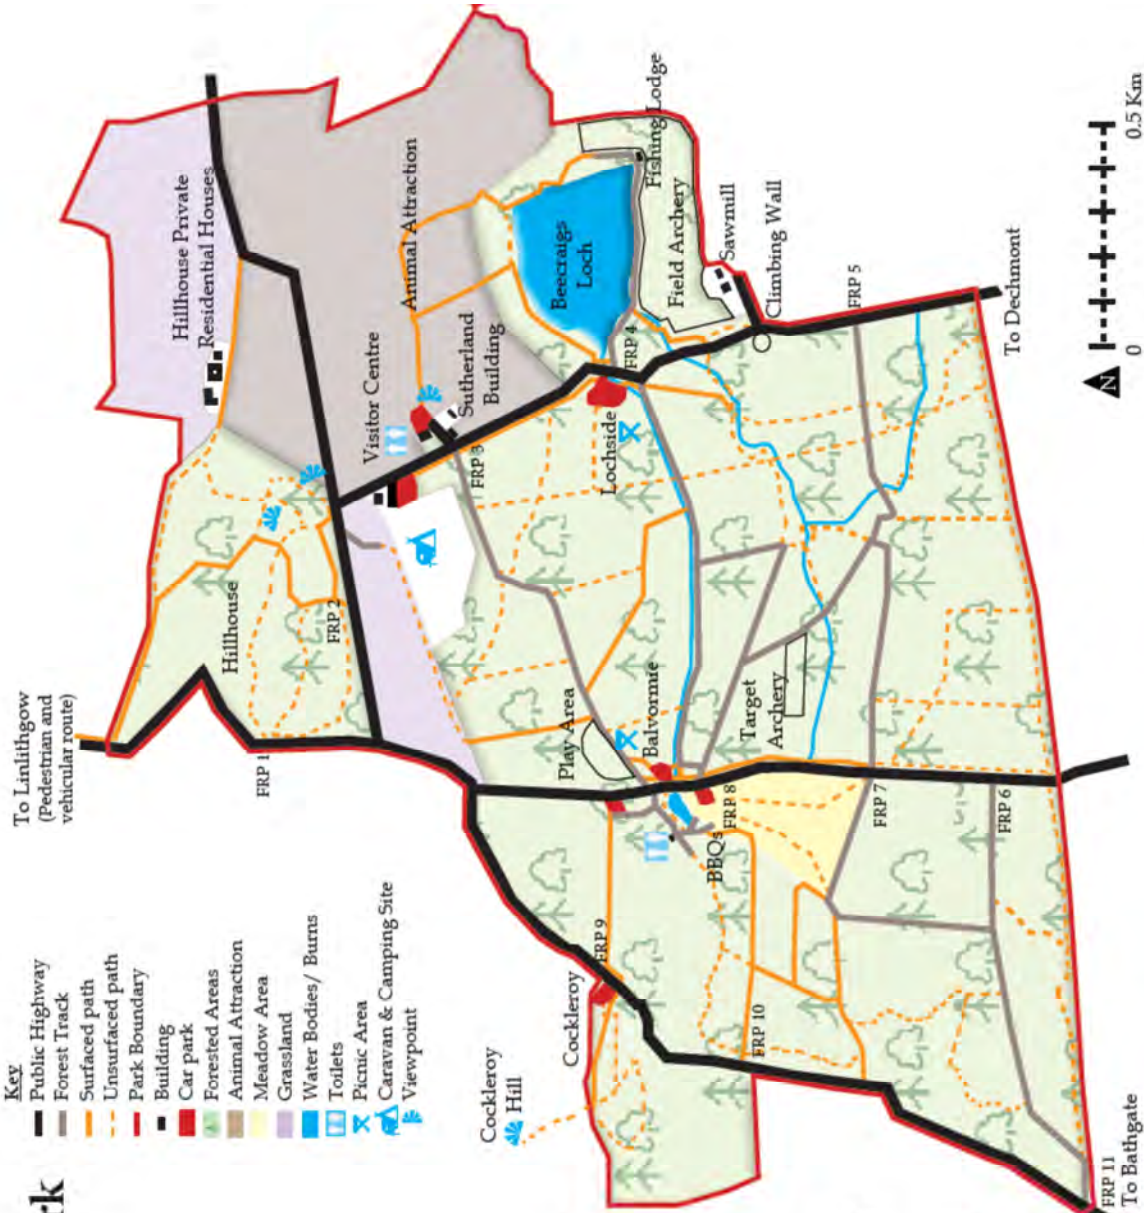 rk
Key
Public Highway
Forest Track
Surfaced path
Unsurfaced path
Park Boundary
Building
Car park
Forested Areas
Animal Attraction
Meadow Area
Grassland
Water Bodies/ Burns
Toilets
Picnic Area
Caravan & Camping Site
Viewpoint
To Linlithgow
(Pedestrian and
vehicular route)
Hillhouse Private
Residential Houses
Hillhouse
FRP 1
FRP 2
Visitor Centre
Animal Attraction
Sutherland
Building
FRP 3
Beecraigs
Loch
Fishing Lodge
Field Archery
Sawmill
Climbing Wall
FRP 4
FRP 5
Lochside
Play Area
Balvormie
Target
Archery
FRP 8
BBQs
FRP 7
FRP 6
FRP 9
Cockleroy
Cockleroy
Hill
FRP 10
FRP 11
To Bathgate
To Dechmont
N
0
0.5 Km